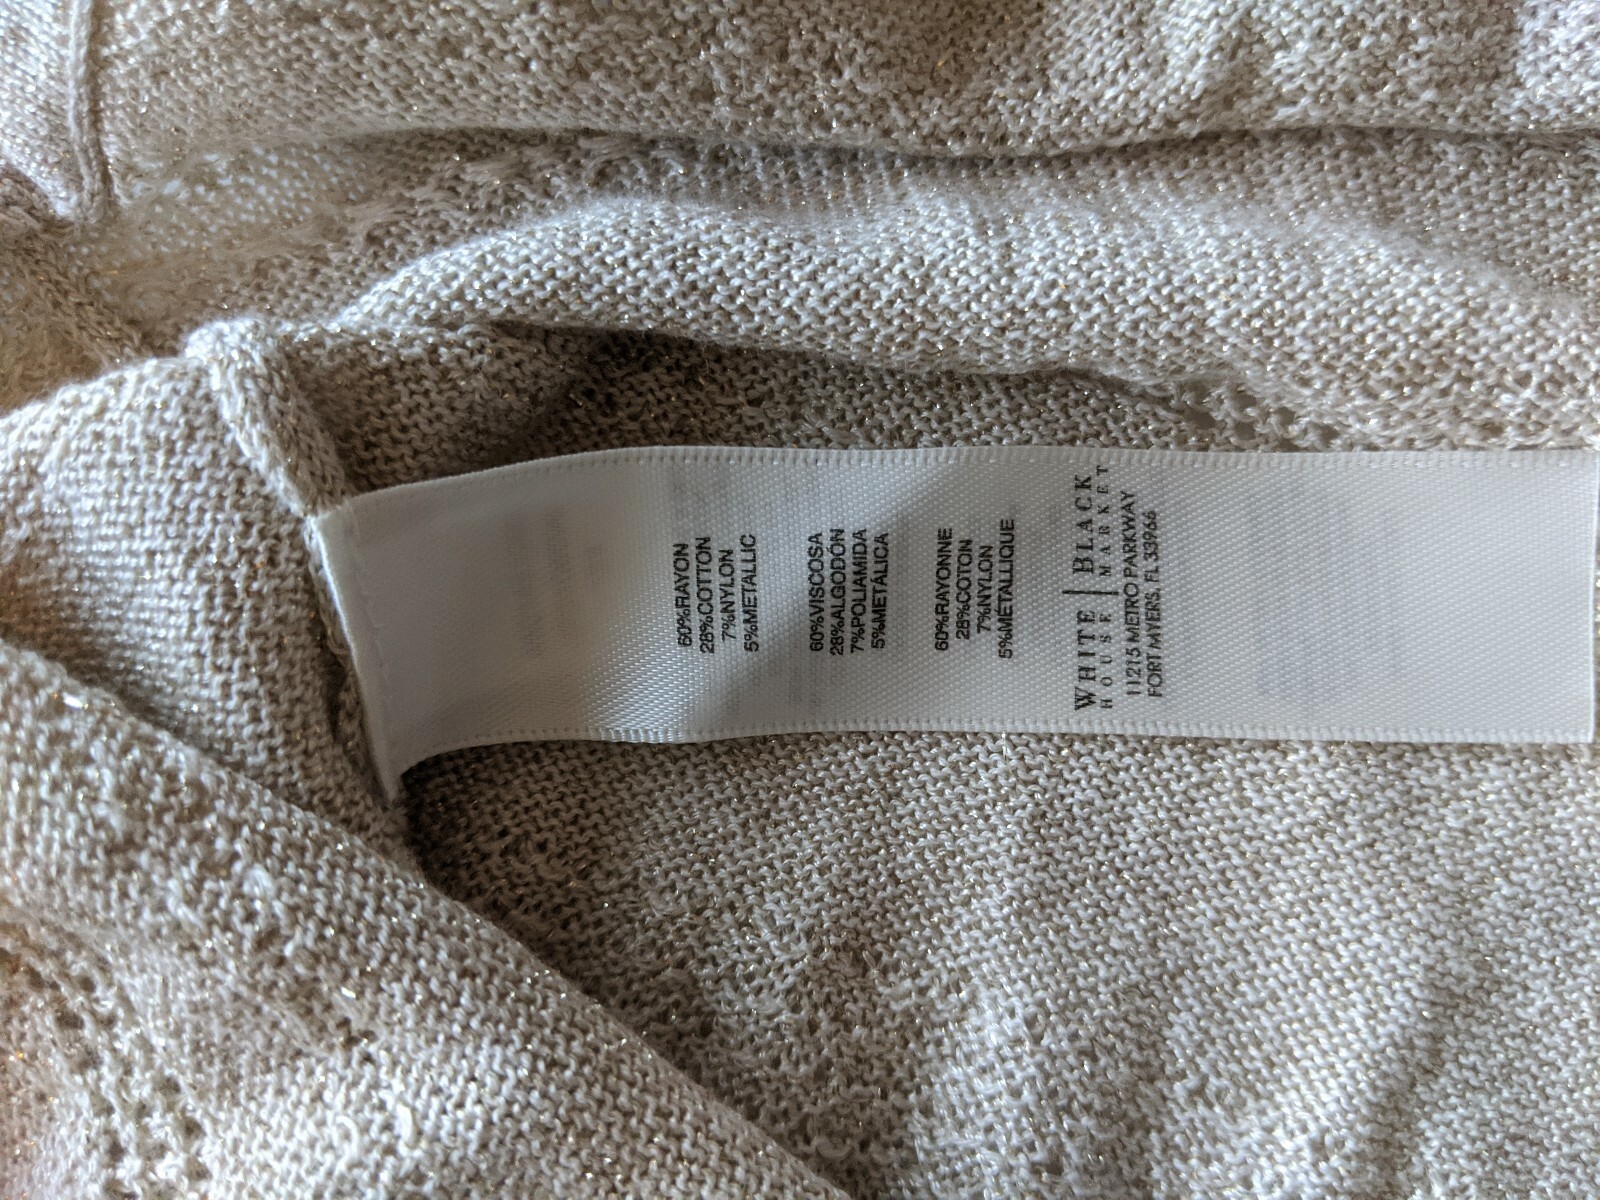 60%RAYON
28%COTTON
7%NYLON
5%METALLIC
60%VISCOSA
28%ALGODÓN
7%POLIAMIDA
5%METÁLICA
60%RAYONNE
28%COTON
7%NYLON
5%MÉTALLIQUE
WHITE | BLACK
HOUSE | MARKET
11215 METRO PARKWAY
FORT MYERS, FL 33966